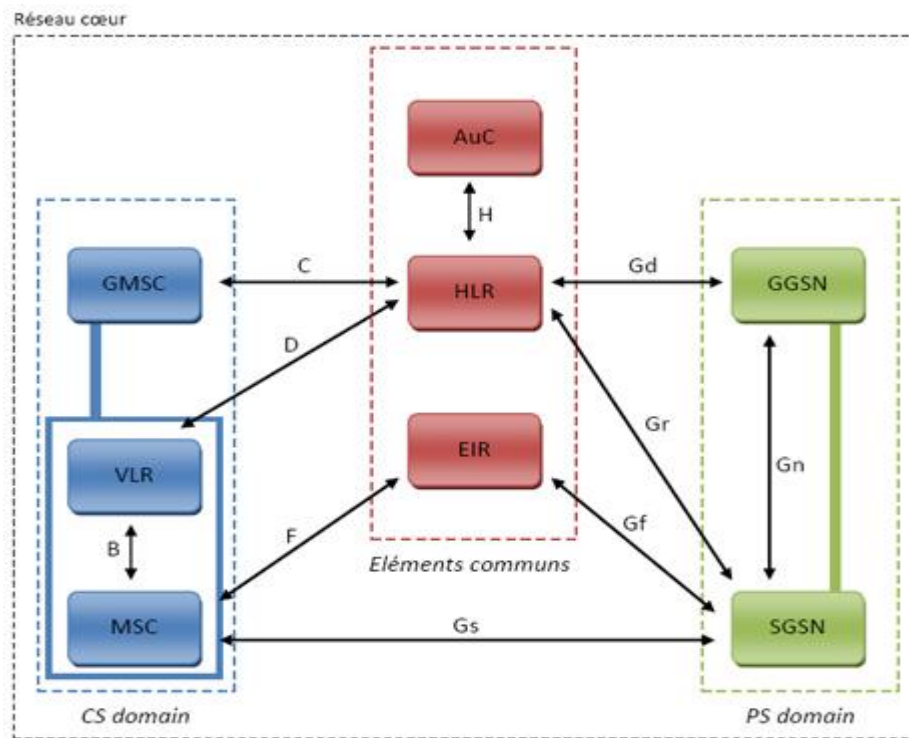 Réseau cœur
AuC
H
GMSC
C
HLR
Gd
GGSN
D
Gr
Gn
VLR
EIR
B
F
Gf
Eléments communs
MSC
Gs
SGSN
CS domain
PS domain